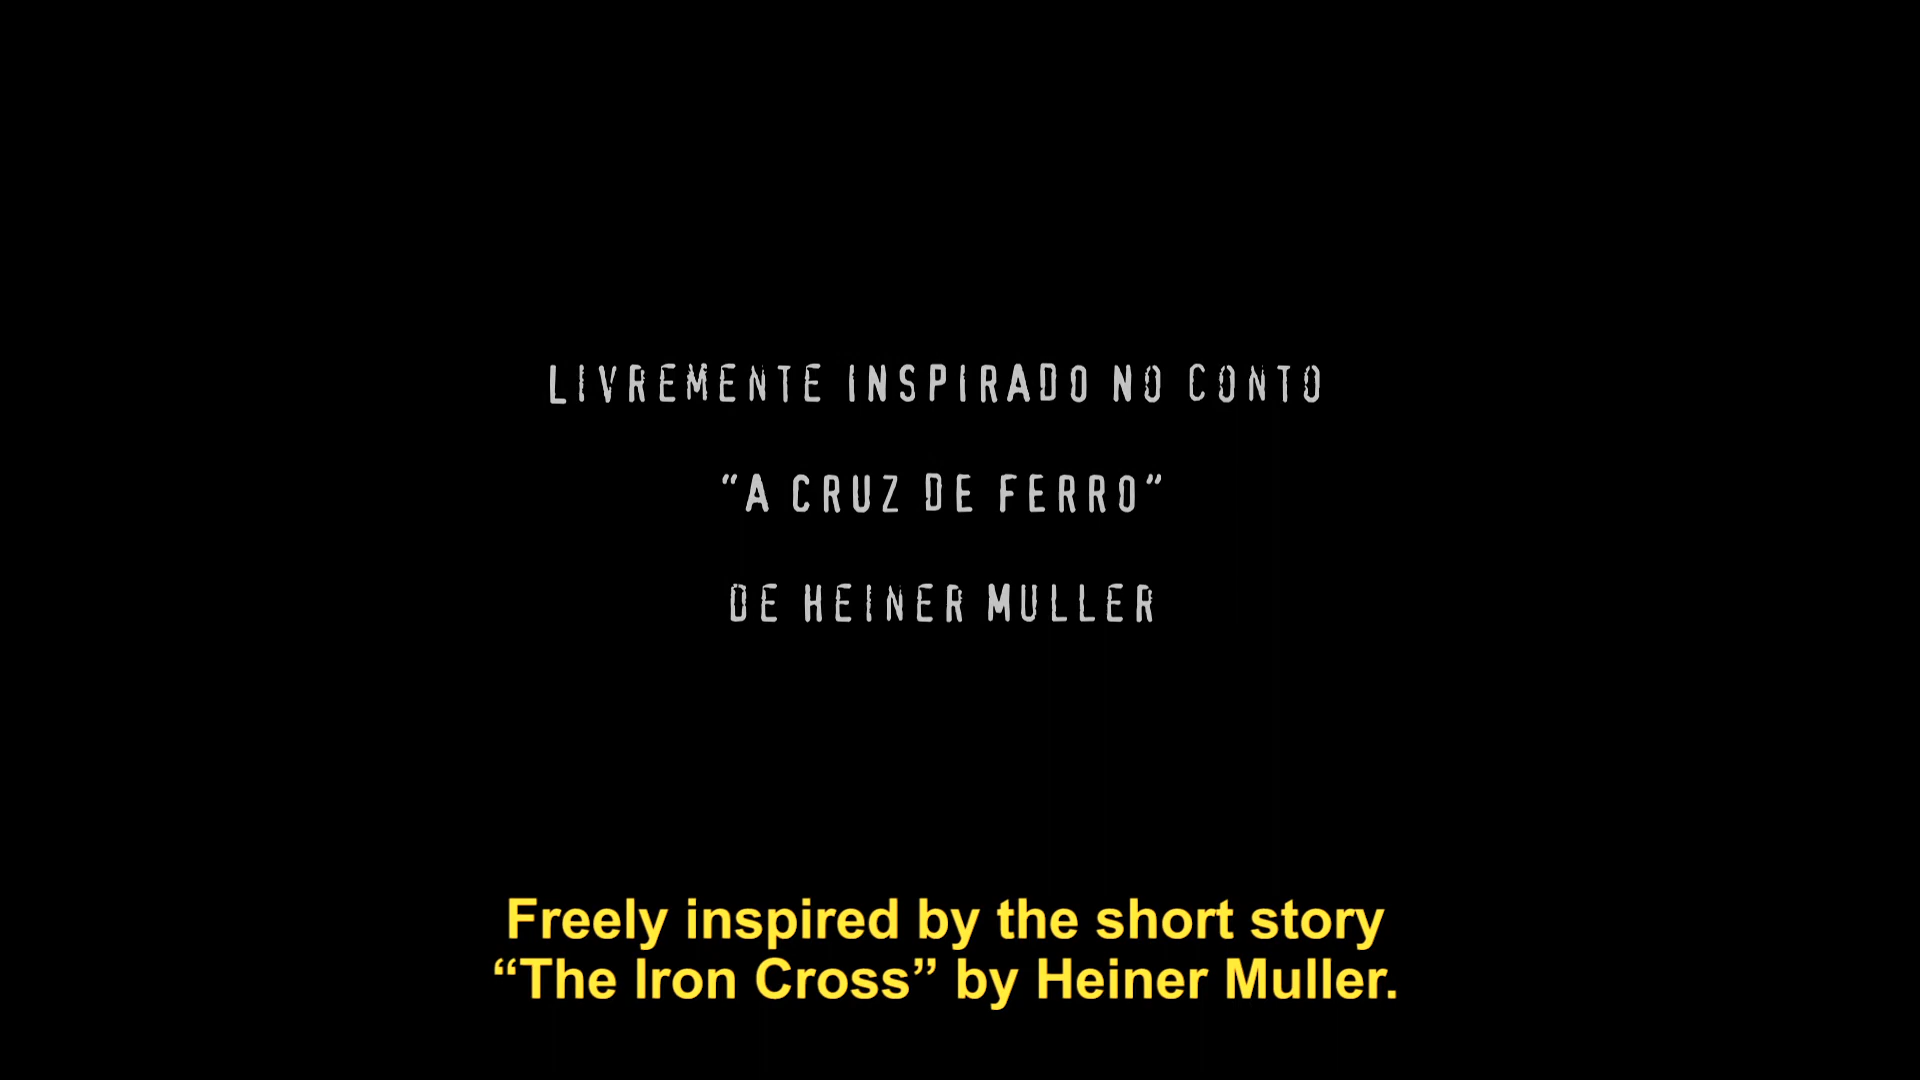 LIVREMENTE INSPIRADO NO CONTO
“A CRUZ DE FERRO”
DE HEINER MULLER
Freely inspired by the short story
“The Iron Cross” by Heiner Muller.